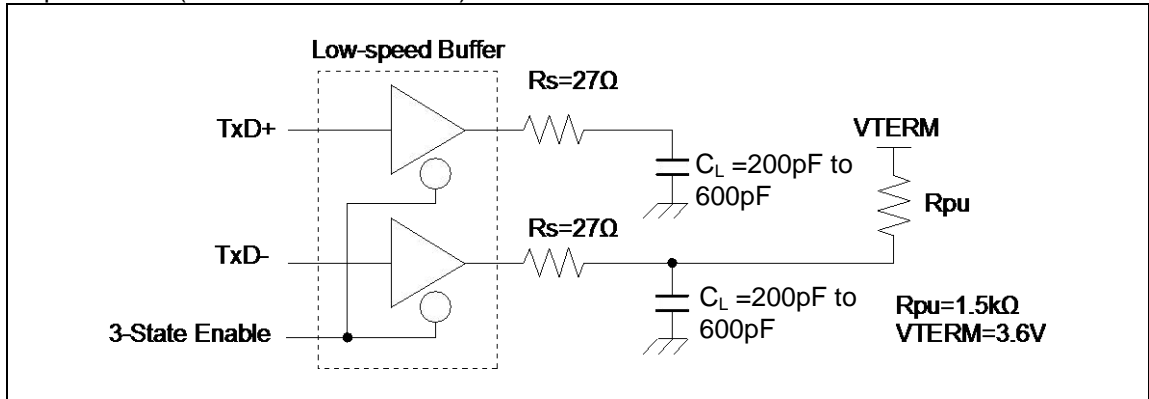 Low-speed Buffer
Rs=27Ω
TxD+
VTERM
C_L =200pF to
600pF
Rpu
Rs=27Ω
TxD-
C_L =200pF to
600pF
Rpu=1.5kΩ
VTERM=3.6V
3-State Enable